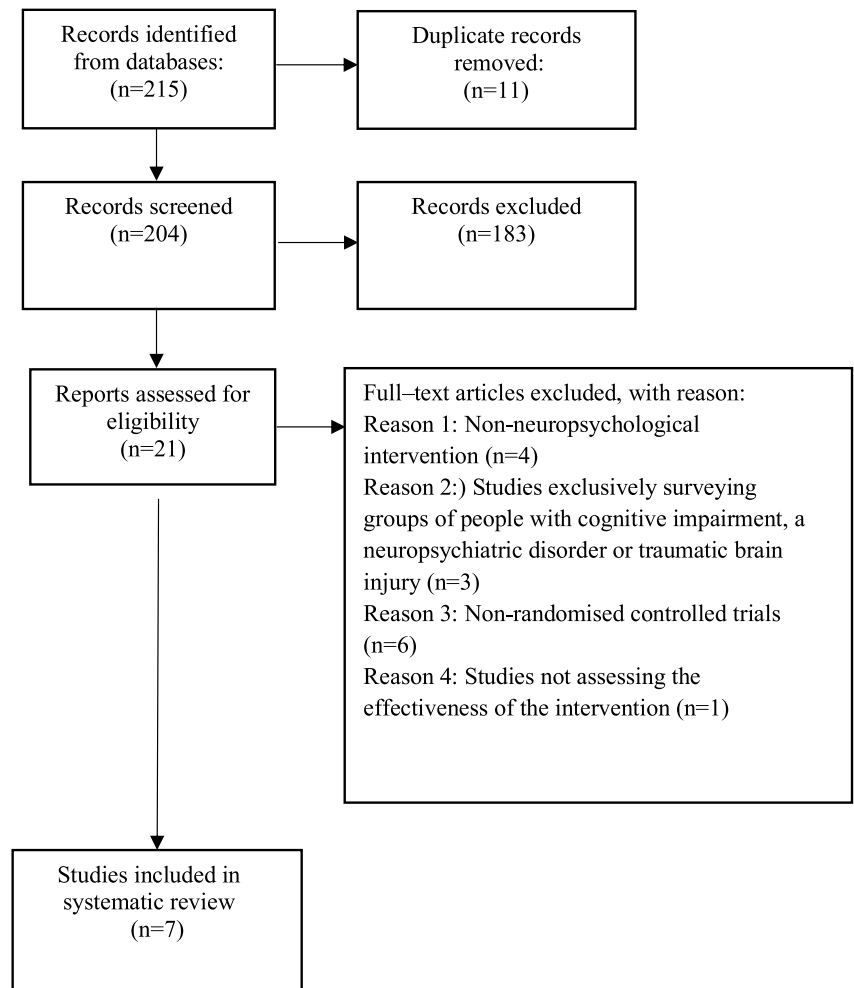 Records identified
from databases:
(n=215)
Duplicate records
removed:
(n=11)
Records screened
(n=204)
Records excluded
(n=183)
Reports assessed for
eligibility
(n=21)
Full–text articles excluded, with reason:
Reason 1: Non-neuropsychological
intervention (n=4)
Reason 2:) Studies exclusively surveying
groups of people with cognitive impairment, a
neuropsychiatric disorder or traumatic brain
injury (n=3)
Reason 3: Non-randomised controlled trials
(n=6)
Reason 4: Studies not assessing the
effectiveness of the intervention (n=1)
Studies included in
systematic review
(n=7)